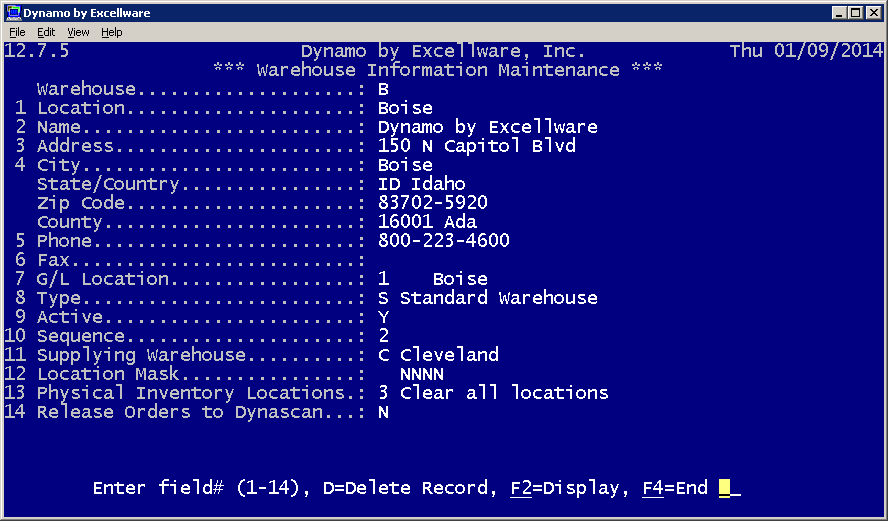 Dynamo by Excellware
File Edit View Help
12.7.5 Dynamo by Excellware, Inc. Thu 01/09/2014
*** Warehouse Information Maintenance ***
Warehouse....................: B
1 Location.....................: Boise
2 Name.........................: Dynamo by Excellware
3 Address......................: 150 N Capitol Blvd
4 City.........................: Boise
State/Country................: ID Idaho
Zip Code.....................: 83702-5920
County.......................: 16001 Ada
5 Phone........................: 800-223-4600
6 Fax..........................:
7 G/L Location.................: 1 Boise
8 Type.........................: S Standard Warehouse
9 Active.......................: Y
10 Sequence.....................: 2
11 Supplying Warehouse..........: C Cleveland
12 Location Mask................: NNNN
13 Physical Inventory Locations.: 3 Clear all locations
14 Release Orders to Dynascan...: N
Enter field# (1-14), D=Delete Record, F2=Display, F4=End _